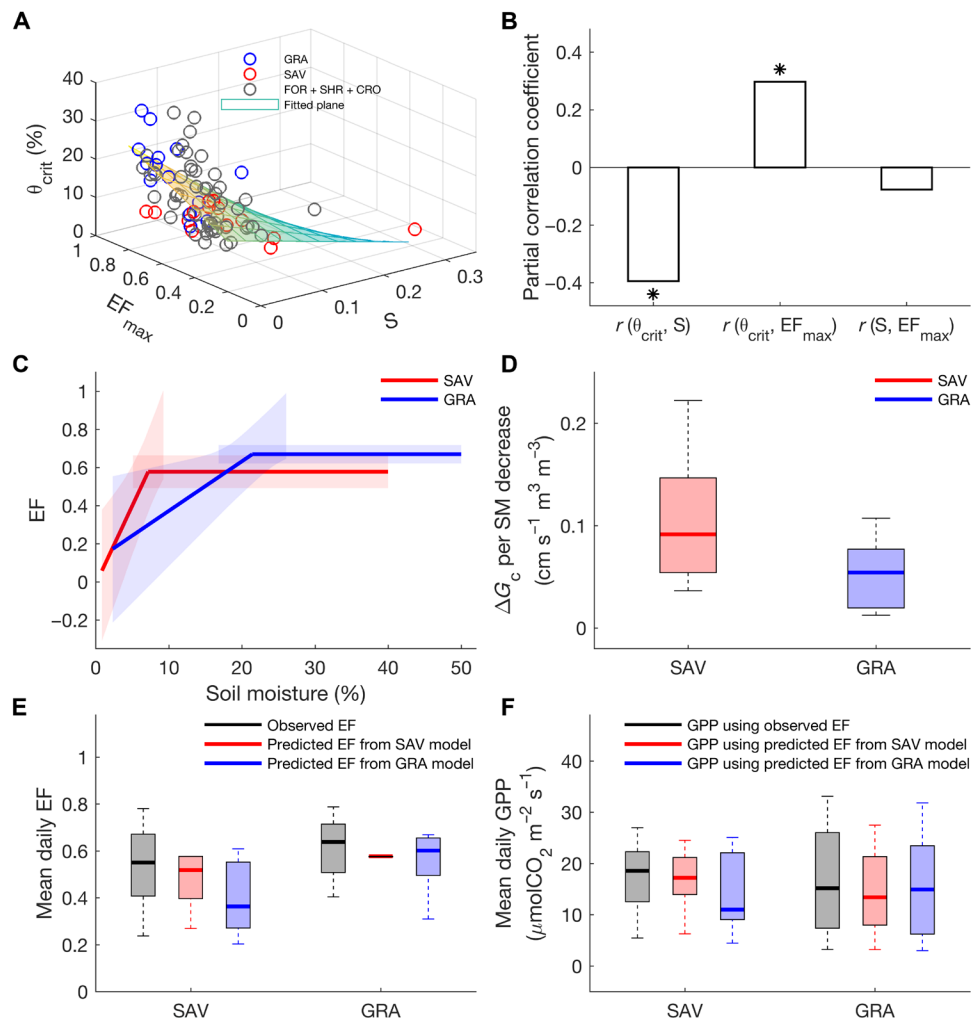 A
40
30
20
10
0
θcrit (%)
1
0.8
0.6
0.4
0.2
0
EFmax
0
0.1
0.2
0.3
S
GRA
SAV
FOR + SHR + CRO
Fitted plane
B
Partial correlation coefficient
0.4
0.2
0
−0.2
−0.4
*
*
r (θcrit, S)
r (θcrit, EFmax)
r (S, EFmax)
C
EF
1
0.8
0.6
0.4
0.2
0
−0.2
0
10
20
30
40
50
Soil moisture (%)
SAV
GRA
D
ΔGc per SM decrease
(cm s−1 m3 m−3)
0.2
0.1
0
SAV
GRA
SAV
GRA
E
Mean daily EF
1
0.8
0.6
0.4
0.2
0
Observed EF
Predicted EF from SAV model
Predicted EF from GRA model
SAV
GRA
F
Mean daily GPP
(μmolCO2 m−2 s−1)
40
30
20
10
0
GPP using observed EF
GPP using predicted EF from SAV model
GPP using predicted EF from GRA model
SAV
GRA